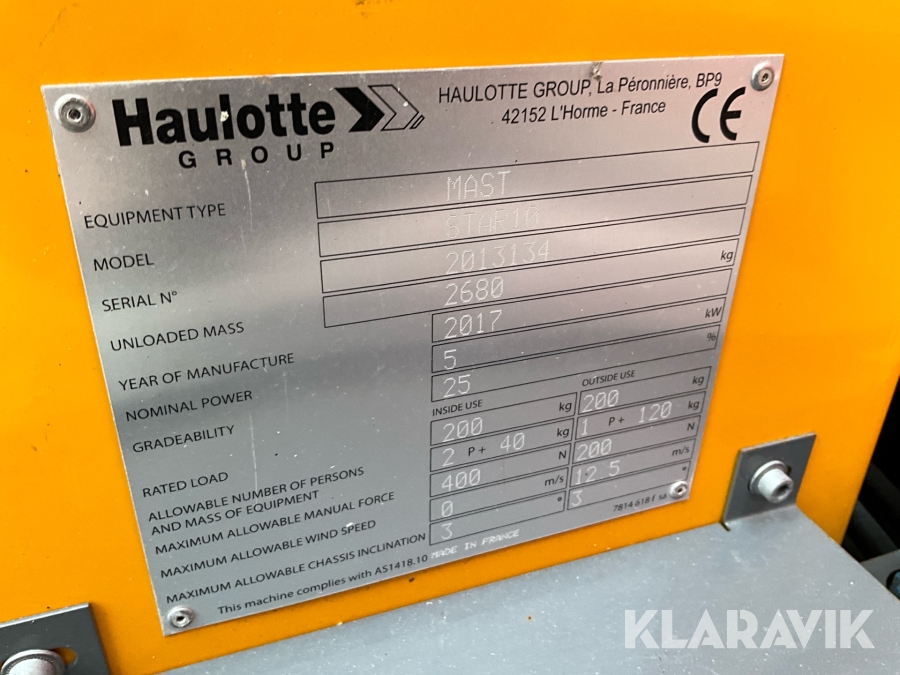 Haulotte
GROUP
HAULOTTE GROUP, La Péronnière, BP9
42152 L'Horme - France
CE
EQUIPMENT TYPE MAST
MODEL STAR10
SERIAL N° 2013134
UNLOADED MASS 2680 kg
YEAR OF MANUFACTURE 2017
NOMINAL POWER 5 kW
GRADEABILITY 25 %
INSIDE USE OUTSIDE USE
RATED LOAD 200 kg 200 kg
ALLOWABLE NUMBER OF PERSONS
AND MASS OF EQUIPMENT 2 P+ 40 kg 1 P+ 120 kg
MAXIMUM ALLOWABLE MANUAL FORCE 400 N 200 N
MAXIMUM ALLOWABLE WIND SPEED 0 m/s 12.5 m/s
MAXIMUM ALLOWABLE CHASSIS INCLINATION 3 ° 3 °
This machine complies with AS1418.10 MADE IN FRANCE
7814 618 f
KLARAVIK